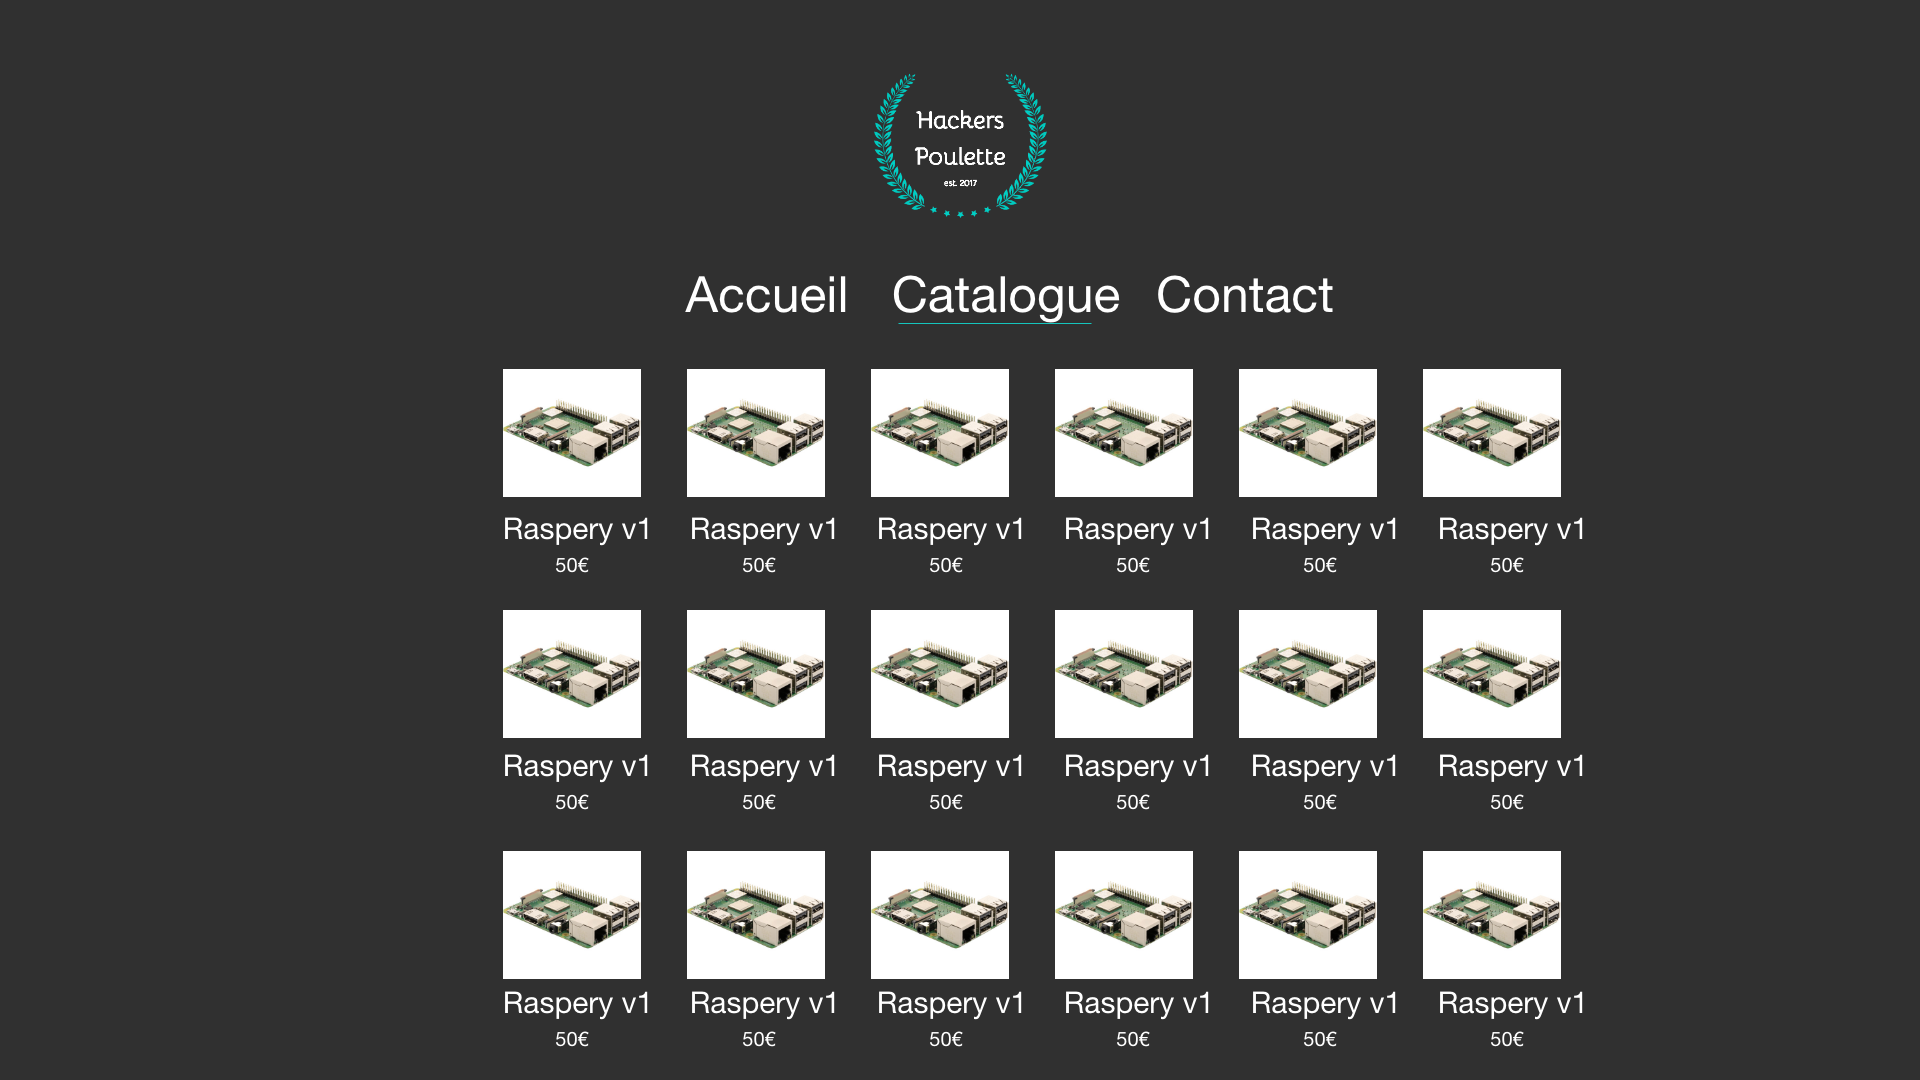 Hackers
Poulette
est. 2017
Accueil Catalogue Contact
Raspery v1 Raspery v1 Raspery v1 Raspery v1 Raspery v1 Raspery v1
50€ 50€ 50€ 50€ 50€ 50€
Raspery v1 Raspery v1 Raspery v1 Raspery v1 Raspery v1 Raspery v1
50€ 50€ 50€ 50€ 50€ 50€
Raspery v1 Raspery v1 Raspery v1 Raspery v1 Raspery v1 Raspery v1
50€ 50€ 50€ 50€ 50€ 50€